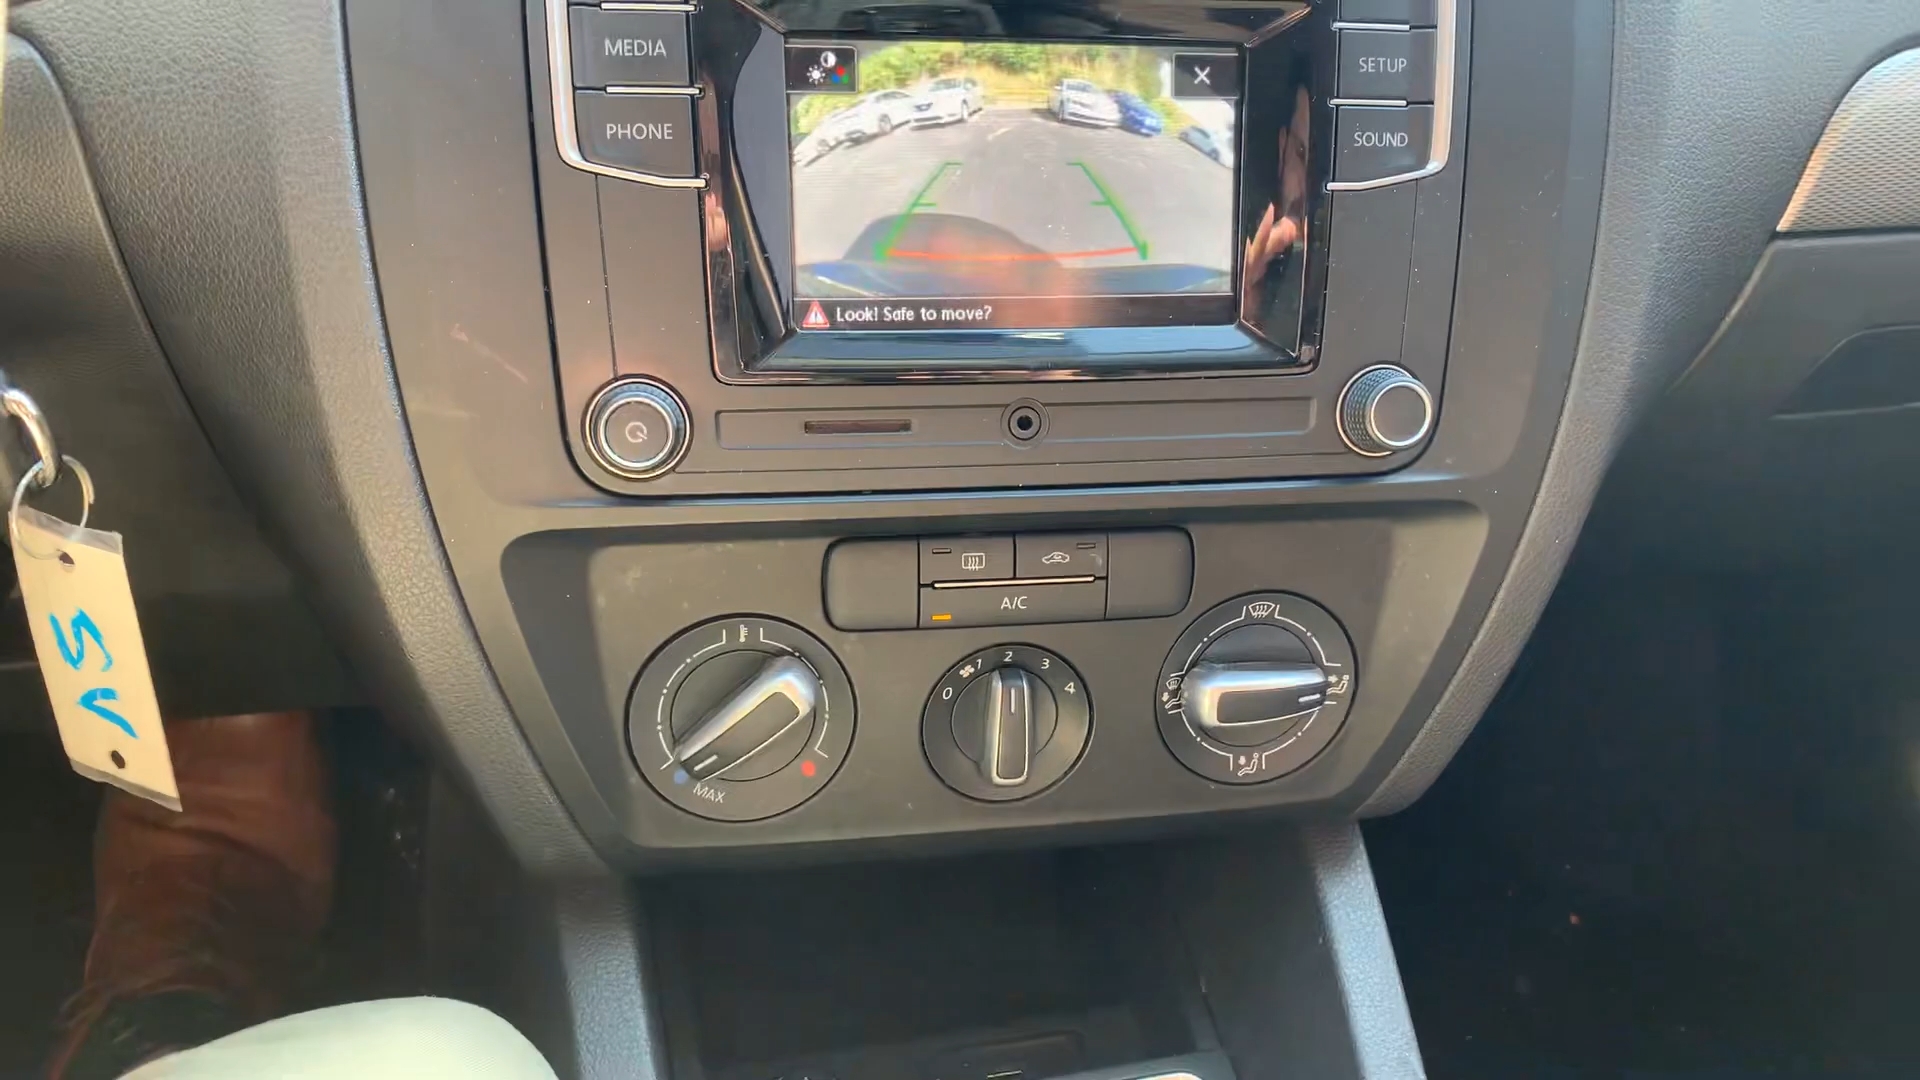 MEDIA
SETUP
PHONE
SOUND
Look! Safe to move?
A/C
0 1 2 3 4
MAX
SV